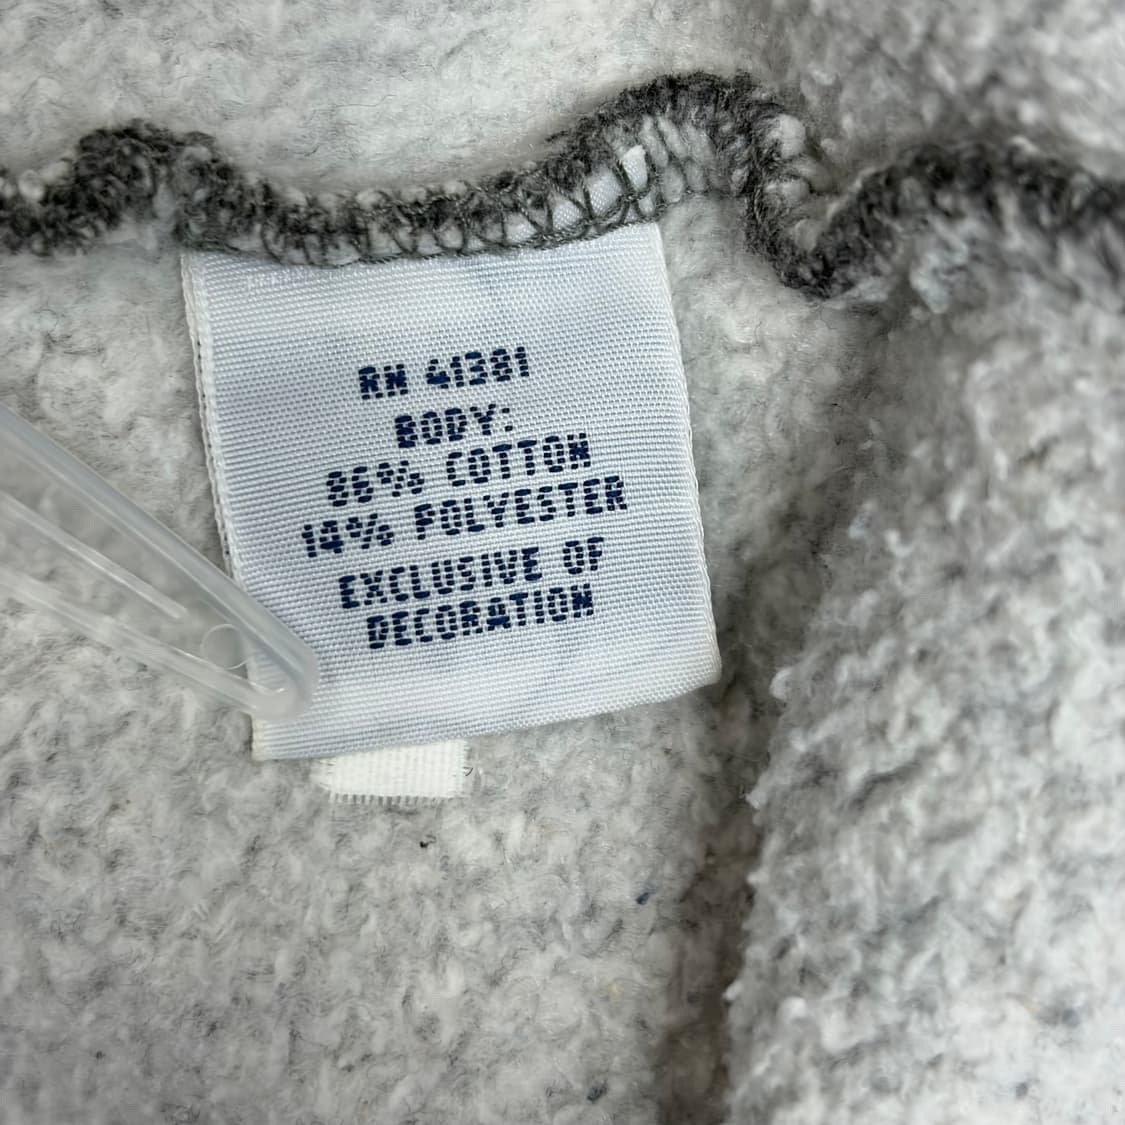 RN 41381
BODY:
86% COTTON
14% POLYESTER
EXCLUSIVE OF
DECORATION